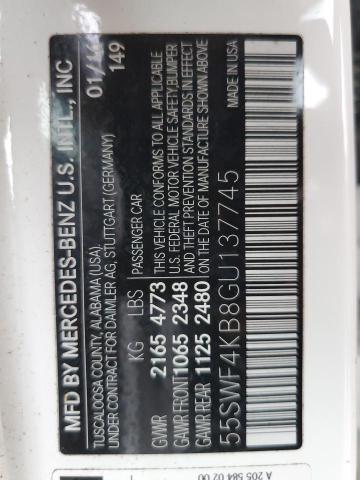 MFD BY MERCEDES-BENZ U.S. INTL., INC
TUSCALOOSA COUNTY, ALABAMA (USA),
UNDER CONTRACT FOR DAIMLER AG, STUTTGART (GERMANY)
01/16
149
KG LBS PASSENGER CAR
GVWR 2165 4773
GAWR FRONT 1065 2348
GAWR REAR 1125 2480
THIS VEHICLE CONFORMS TO ALL APPLICABLE
U.S. FEDERAL MOTOR VEHICLE SAFETY, BUMPER
AND THEFT PREVENTION STANDARDS IN EFFECT
ON THE DATE OF MANUFACTURE SHOWN ABOVE
55SWF4KB8GU137745
MADE IN USA
A 205 584 02 00